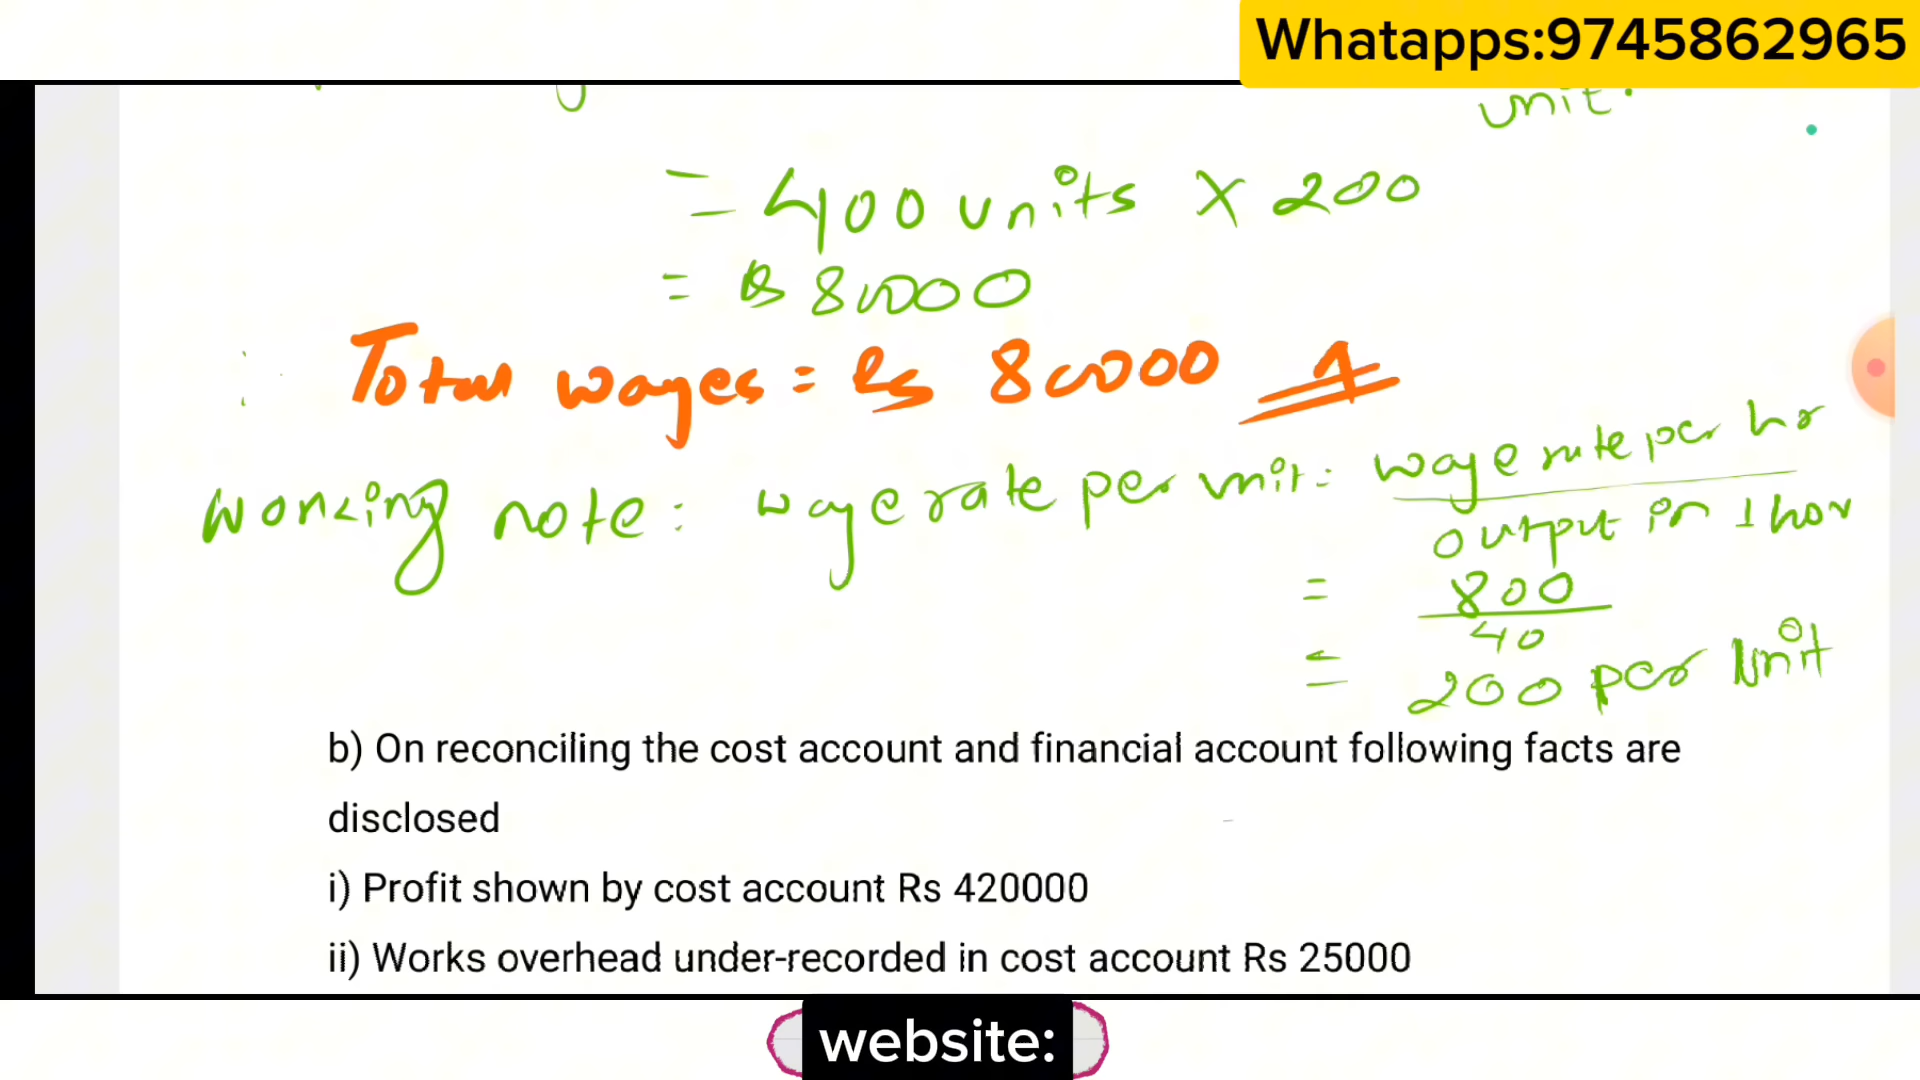 Whatapps:9745862965
unit.
= 400 units X 200
= Rs 80000
Total wages = Rs 80000
working note: wage rate per unit: wage rate per hr
output in 1 hou
= 800
40
= 200 per Unit
b) On reconciling the cost account and financial account following facts are
disclosed
i) Profit shown by cost account Rs 420000
ii) Works overhead under-recorded in cost account Rs 25000
website: